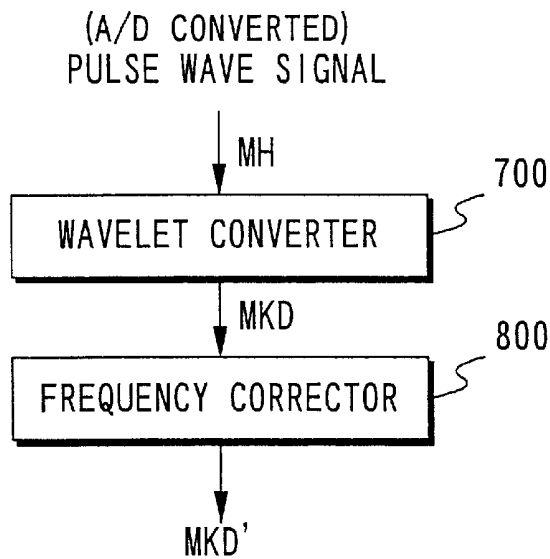 (A/D CONVERTED)
PULSE WAVE SIGNAL
MH
700
WAVELET CONVERTER
MKD
800
FREQUENCY CORRECTOR
MKD'